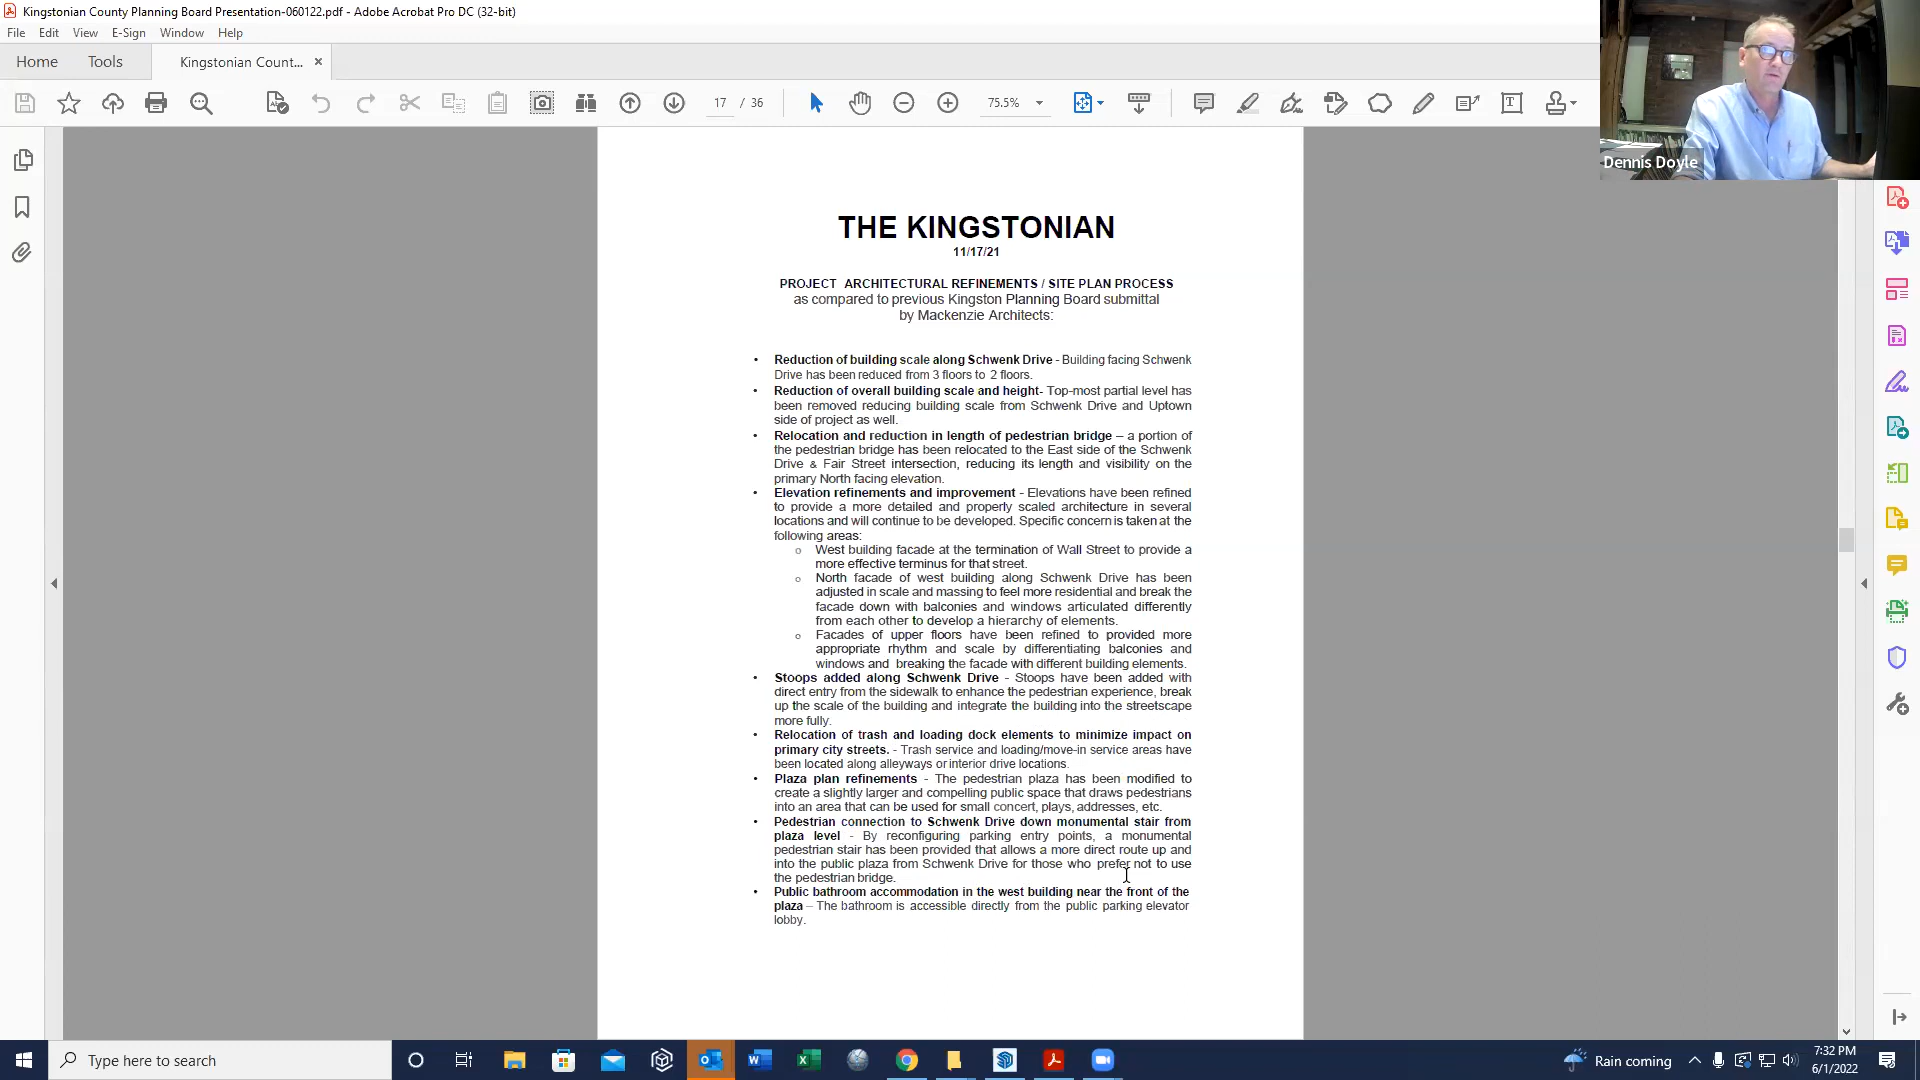 Kingstonian County Planning Board Presentation-060122.pdf - Adobe Acrobat Pro DC (32-bit)
File Edit View E-Sign Window Help
Home Tools Kingstonian Count... ×
17 / 36 75.5%
Dennis Doyle
THE KINGSTONIAN
11/17/21
PROJECT ARCHITECTURAL REFINEMENTS / SITE PLAN PROCESS
as compared to previous Kingston Planning Board submittal
by Mackenzie Architects:
• Reduction of building scale along Schwenk Drive - Building facing Schwenk
Drive has been reduced from 3 floors to 2 floors.
• Reduction of overall building scale and height- Top-most partial level has
been removed reducing building scale from Schwenk Drive and Uptown
side of project as well.
• Relocation and reduction in length of pedestrian bridge – a portion of
the pedestrian bridge has been relocated to the East side of the Schwenk
Drive & Fair Street intersection, reducing its length and visibility on the
primary North facing elevation.
• Elevation refinements and improvement - Elevations have been refined
to provide a more detailed and properly scaled architecture in several
locations and will continue to be developed. Specific concern is taken at the
following areas:
o West building facade at the termination of Wall Street to provide a
more effective terminus for that street.
o North facade of west building along Schwenk Drive has been
adjusted in scale and massing to feel more residential and break the
facade down with balconies and windows articulated differently
from each other to develop a hierarchy of elements.
o Facades of upper floors have been refined to provided more
appropriate rhythm and scale by differentiating balconies and
windows and breaking the facade with different building elements.
• Stoops added along Schwenk Drive - Stoops have been added with
direct entry from the sidewalk to enhance the pedestrian experience, break
up the scale of the building and integrate the building into the streetscape
more fully.
• Relocation of trash and loading dock elements to minimize impact on
primary city streets. - Trash service and loading/move-in service areas have
been located along alleyways or interior drive locations.
• Plaza plan refinements - The pedestrian plaza has been modified to
create a slightly larger and compelling public space that draws pedestrians
into an area that can be used for small concert, plays, addresses, etc.
• Pedestrian connection to Schwenk Drive down monumental stair from
plaza level - By reconfiguring parking entry points, a monumental
pedestrian stair has been provided that allows a more direct route up and
into the public plaza from Schwenk Drive for those who prefer not to use
the pedestrian bridge.
• Public bathroom accommodation in the west building near the front of the
plaza – The bathroom is accessible directly from the public parking elevator
lobby.
Type here to search
Rain coming
7:32 PM
6/1/2022